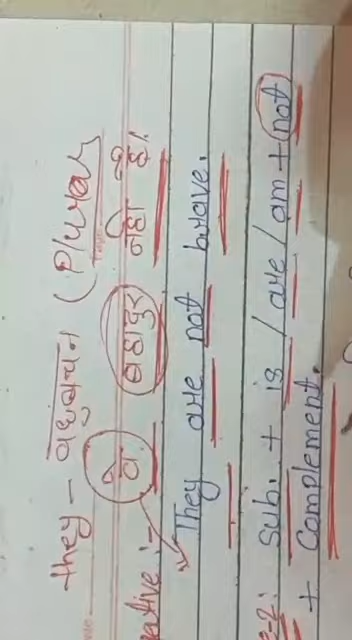 they - बहुवचन (Plural)
वे बहादुर नही है।
ative :-
They are not brave.
Sub. + is / are / am + not
+ Complement.